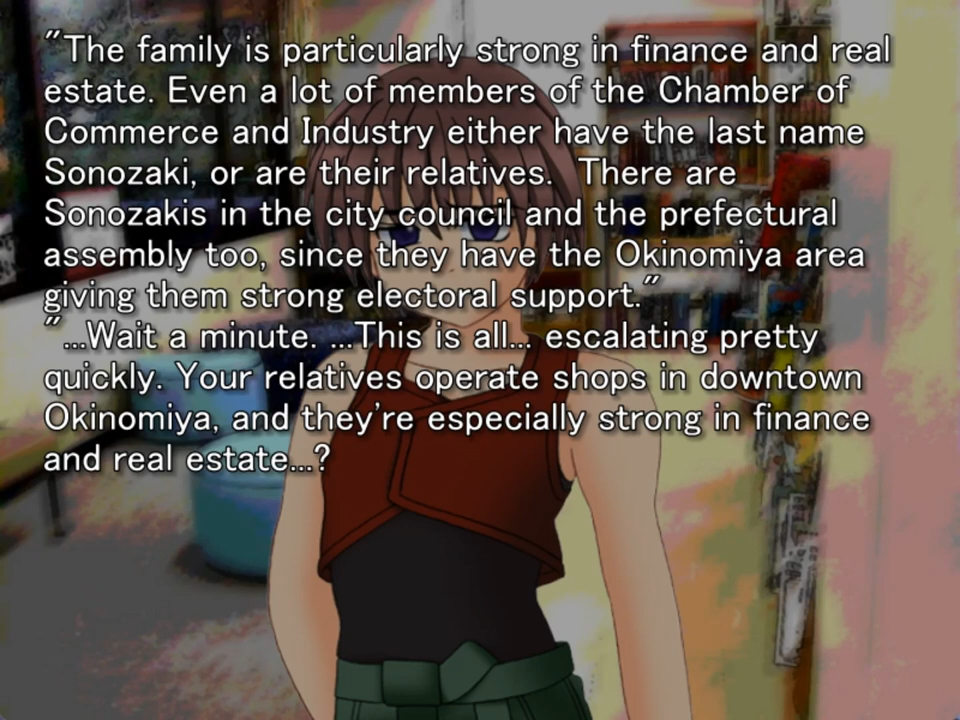 "The family is particularly strong in finance and real
estate. Even a lot of members of the Chamber of
Commerce and Industry either have the last name
Sonozaki, or are their relatives.  There are
Sonozakis in the city council and the prefectural
assembly too, since they have the Okinomiya area
giving them strong electoral support."
"...Wait a minute. ...This is all... escalating pretty
quickly. Your relatives operate shops in downtown
Okinomiya, and they're especially strong in finance
and real estate...?